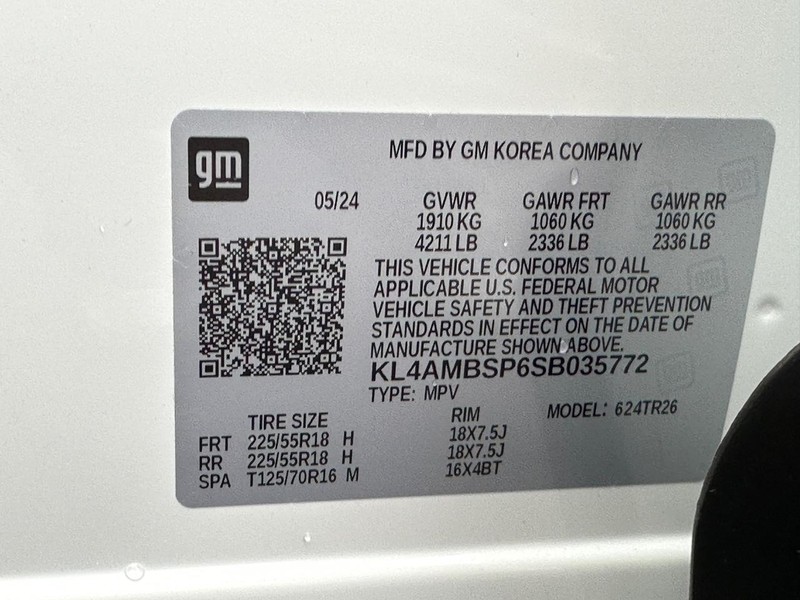 gm
MFD BY GM KOREA COMPANY
05/24 GVWR GAWR FRT GAWR RR
1910 KG 1060 KG 1060 KG
4211 LB 2336 LB 2336 LB
THIS VEHICLE CONFORMS TO ALL
APPLICABLE U.S. FEDERAL MOTOR
VEHICLE SAFETY AND THEFT PREVENTION
STANDARDS IN EFFECT ON THE DATE OF
MANUFACTURE SHOWN ABOVE.
KL4AMBSP6SB035772
TYPE: MPV
TIRE SIZE RIM MODEL: 624TR26
FRT 225/55R18 H 18X7.5J
RR 225/55R18 H 18X7.5J
SPA T125/70R16 M 16X4BT